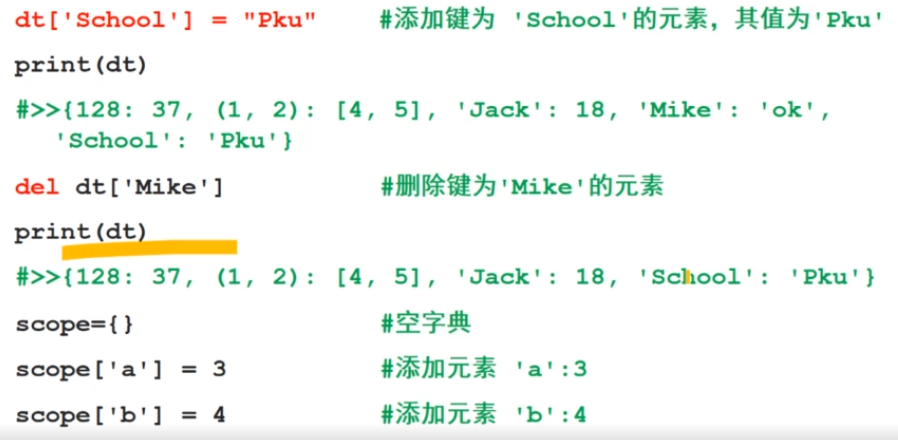 dt['School'] = "Pku" #添加键为 'School'的元素，其值为'Pku'
print(dt)
#>>{128: 37, (1, 2): [4, 5], 'Jack': 18, 'Mike': 'ok',
'School': 'Pku'}
del dt['Mike'] #删除键为'Mike'的元素
print(dt)
#>>{128: 37, (1, 2): [4, 5], 'Jack': 18, 'School': 'Pku'}
scope={} #空字典
scope['a'] = 3 #添加元素 'a':3
scope['b'] = 4 #添加元素 'b':4